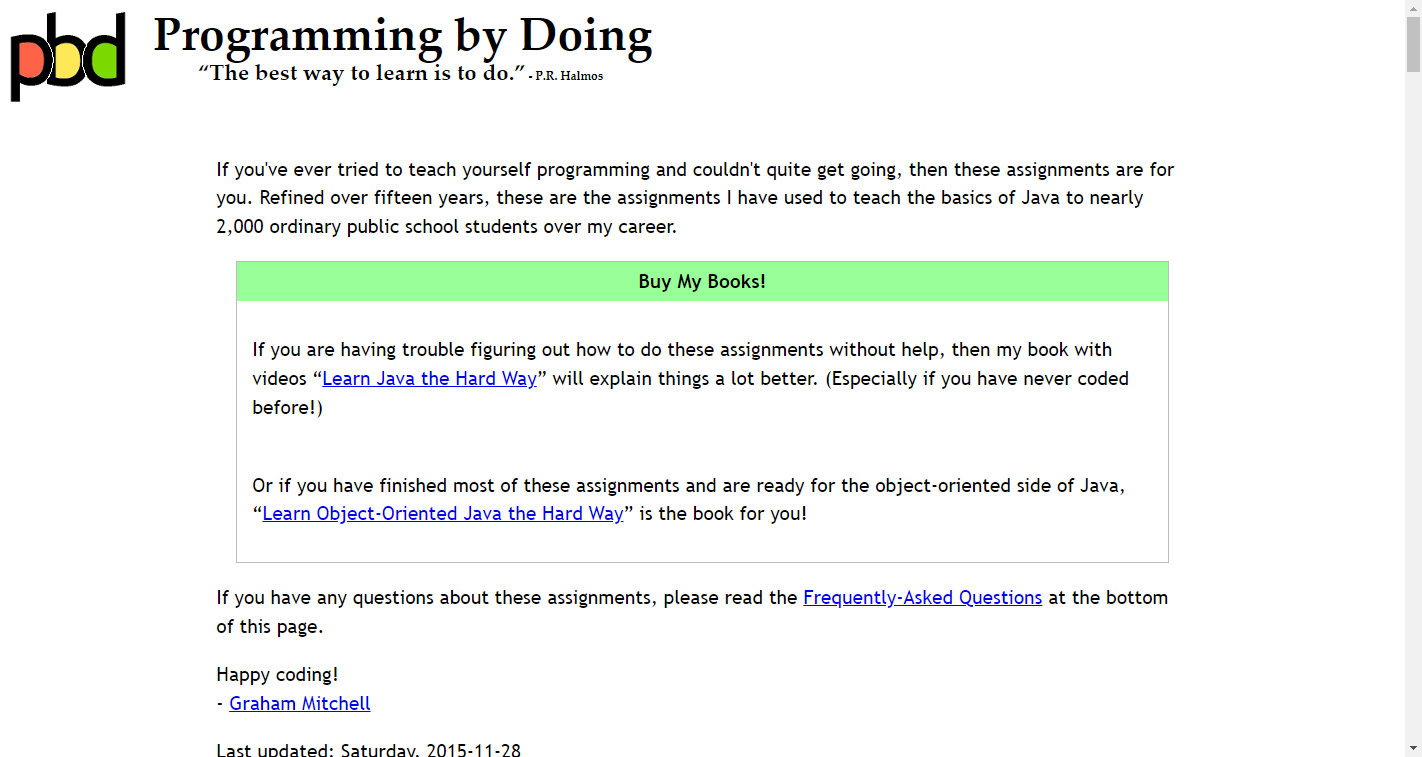 pbd
Programming by Doing
“The best way to learn is to do.” - P.R. Halmos
If you've ever tried to teach yourself programming and couldn't quite get going, then these assignments are for
you. Refined over fifteen years, these are the assignments I have used to teach the basics of Java to nearly
2,000 ordinary public school students over my career.
Buy My Books!
If you are having trouble figuring out how to do these assignments without help, then my book with
videos “Learn Java the Hard Way” will explain things a lot better. (Especially if you have never coded
before!)
Or if you have finished most of these assignments and are ready for the object-oriented side of Java,
“Learn Object-Oriented Java the Hard Way” is the book for you!
If you have any questions about these assignments, please read the Frequently-Asked Questions at the bottom
of this page.
Happy coding!
- Graham Mitchell
Last updated: Saturday, 2015-11-28